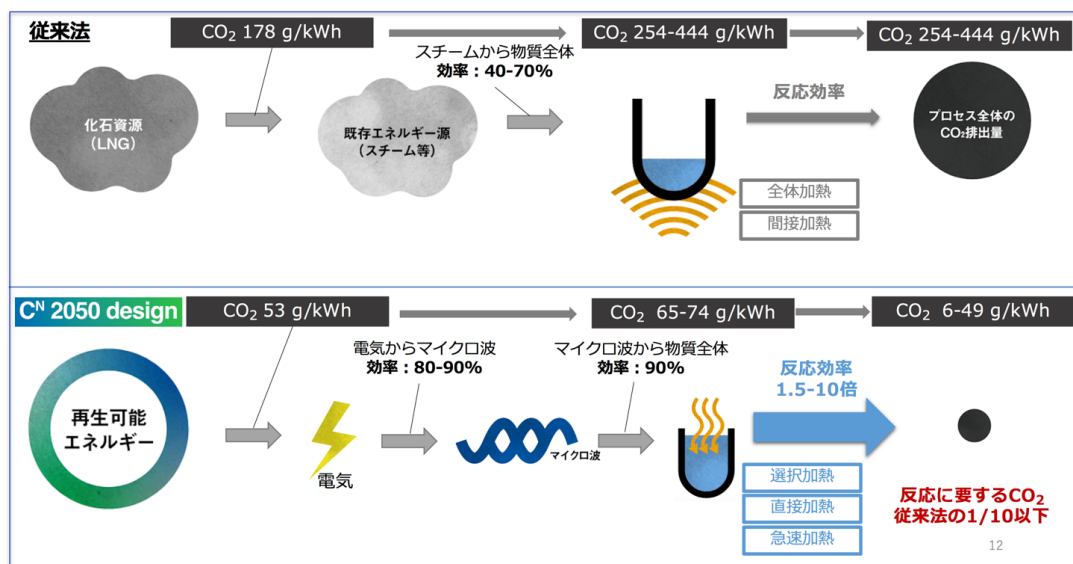 従来法
CO₂ 178 g/kWh
CO₂ 254-444 g/kWh
CO₂ 254-444 g/kWh
スチームから物質全体
効率：40-70%
化石資源
（LNG）
既存エネルギー源
（スチーム等）
反応効率
プロセス全体の
CO₂排出量
全体加熱
間接加熱
Cᴺ 2050 design
CO₂ 53 g/kWh
CO₂ 65-74 g/kWh
CO₂ 6-49 g/kWh
電気からマイクロ波
効率：80-90%
マイクロ波から物質全体
効率：90%
反応効率
1.5-10倍
再生可能
エネルギー
電気
マイクロ波
選択加熱
直接加熱
急速加熱
反応に要するCO₂
従来法の1/10以下
12